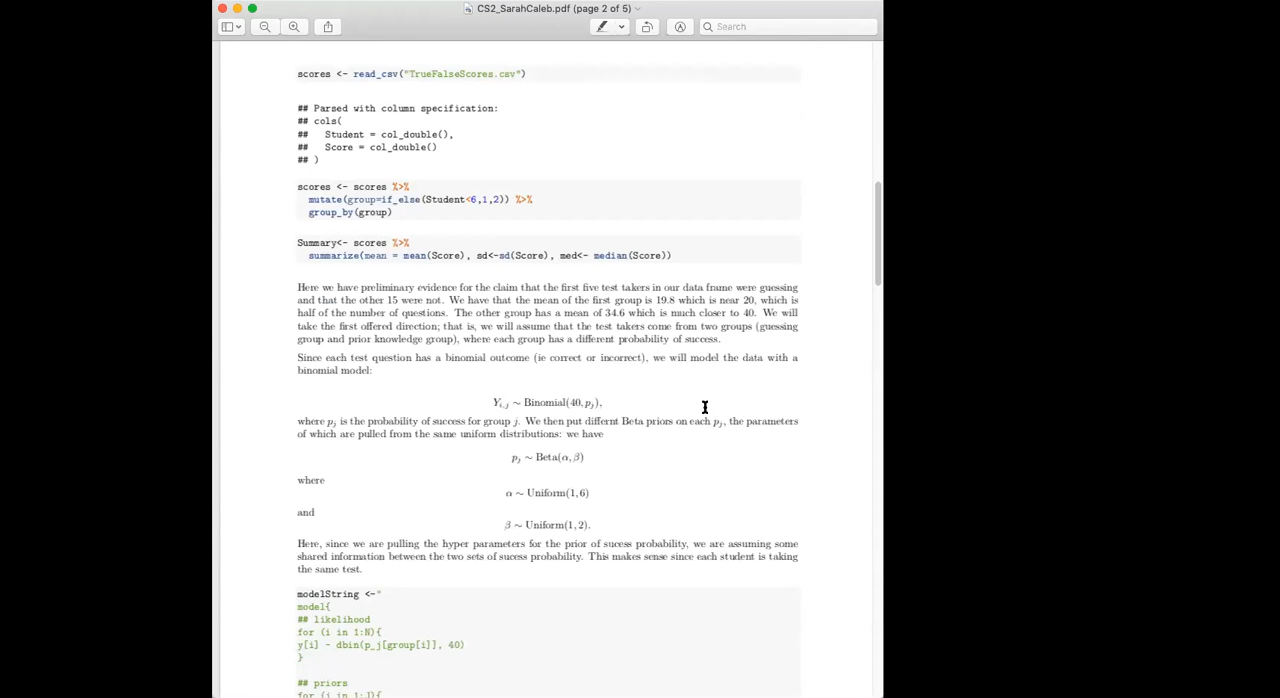 CS2_SarahCaleb.pdf (page 2 of 5)
Search
scores <- read_csv("TrueFalseScores.csv")
## Parsed with column specification:
## cols(
##   Student = col_double(),
##   Score = col_double()
## )
scores <- scores %>%
  mutate(group=if_else(Student<6,1,2)) %>%
  group_by(group)
Summary<- scores %>%
  summarize(mean = mean(Score), sd<-sd(Score), med<- median(Score))
Here we have preliminary evidence for the claim that the first five test takers in our data frame were guessing
and that the other 15 were not. We have that the mean of the first group is 19.8 which is near 20, which is
half of the number of questions. The other group has a mean of 34.6 which is much closer to 40. We will
take the first offered direction; that is, we will assume that the test takers come from two groups (guessing
group and prior knowledge group), where each group has a different probability of success.
Since each test question has a binomial outcome (ie correct or incorrect), we will model the data with a
binomial model:
Y_{i,j} ∼ Binomial(40, p_j),
where p_j is the probability of success for group j. We then put differnt Beta priors on each p_j, the parameters
of which are pulled from the same uniform distributions: we have
p_j ∼ Beta(α, β)
where
α ∼ Uniform(1, 6)
and
β ∼ Uniform(1, 2).
Here, since we are pulling the hyper parameters for the prior of sucess probability, we are assuming some
shared information between the two sets of sucess probability. This makes sense since each student is taking
the same test.
modelString <-"
model{
## likelihood
for (i in 1:N){
y[i] ~ dbin(p_j[group[i]], 40)
}
## priors
for (i in 1:J){